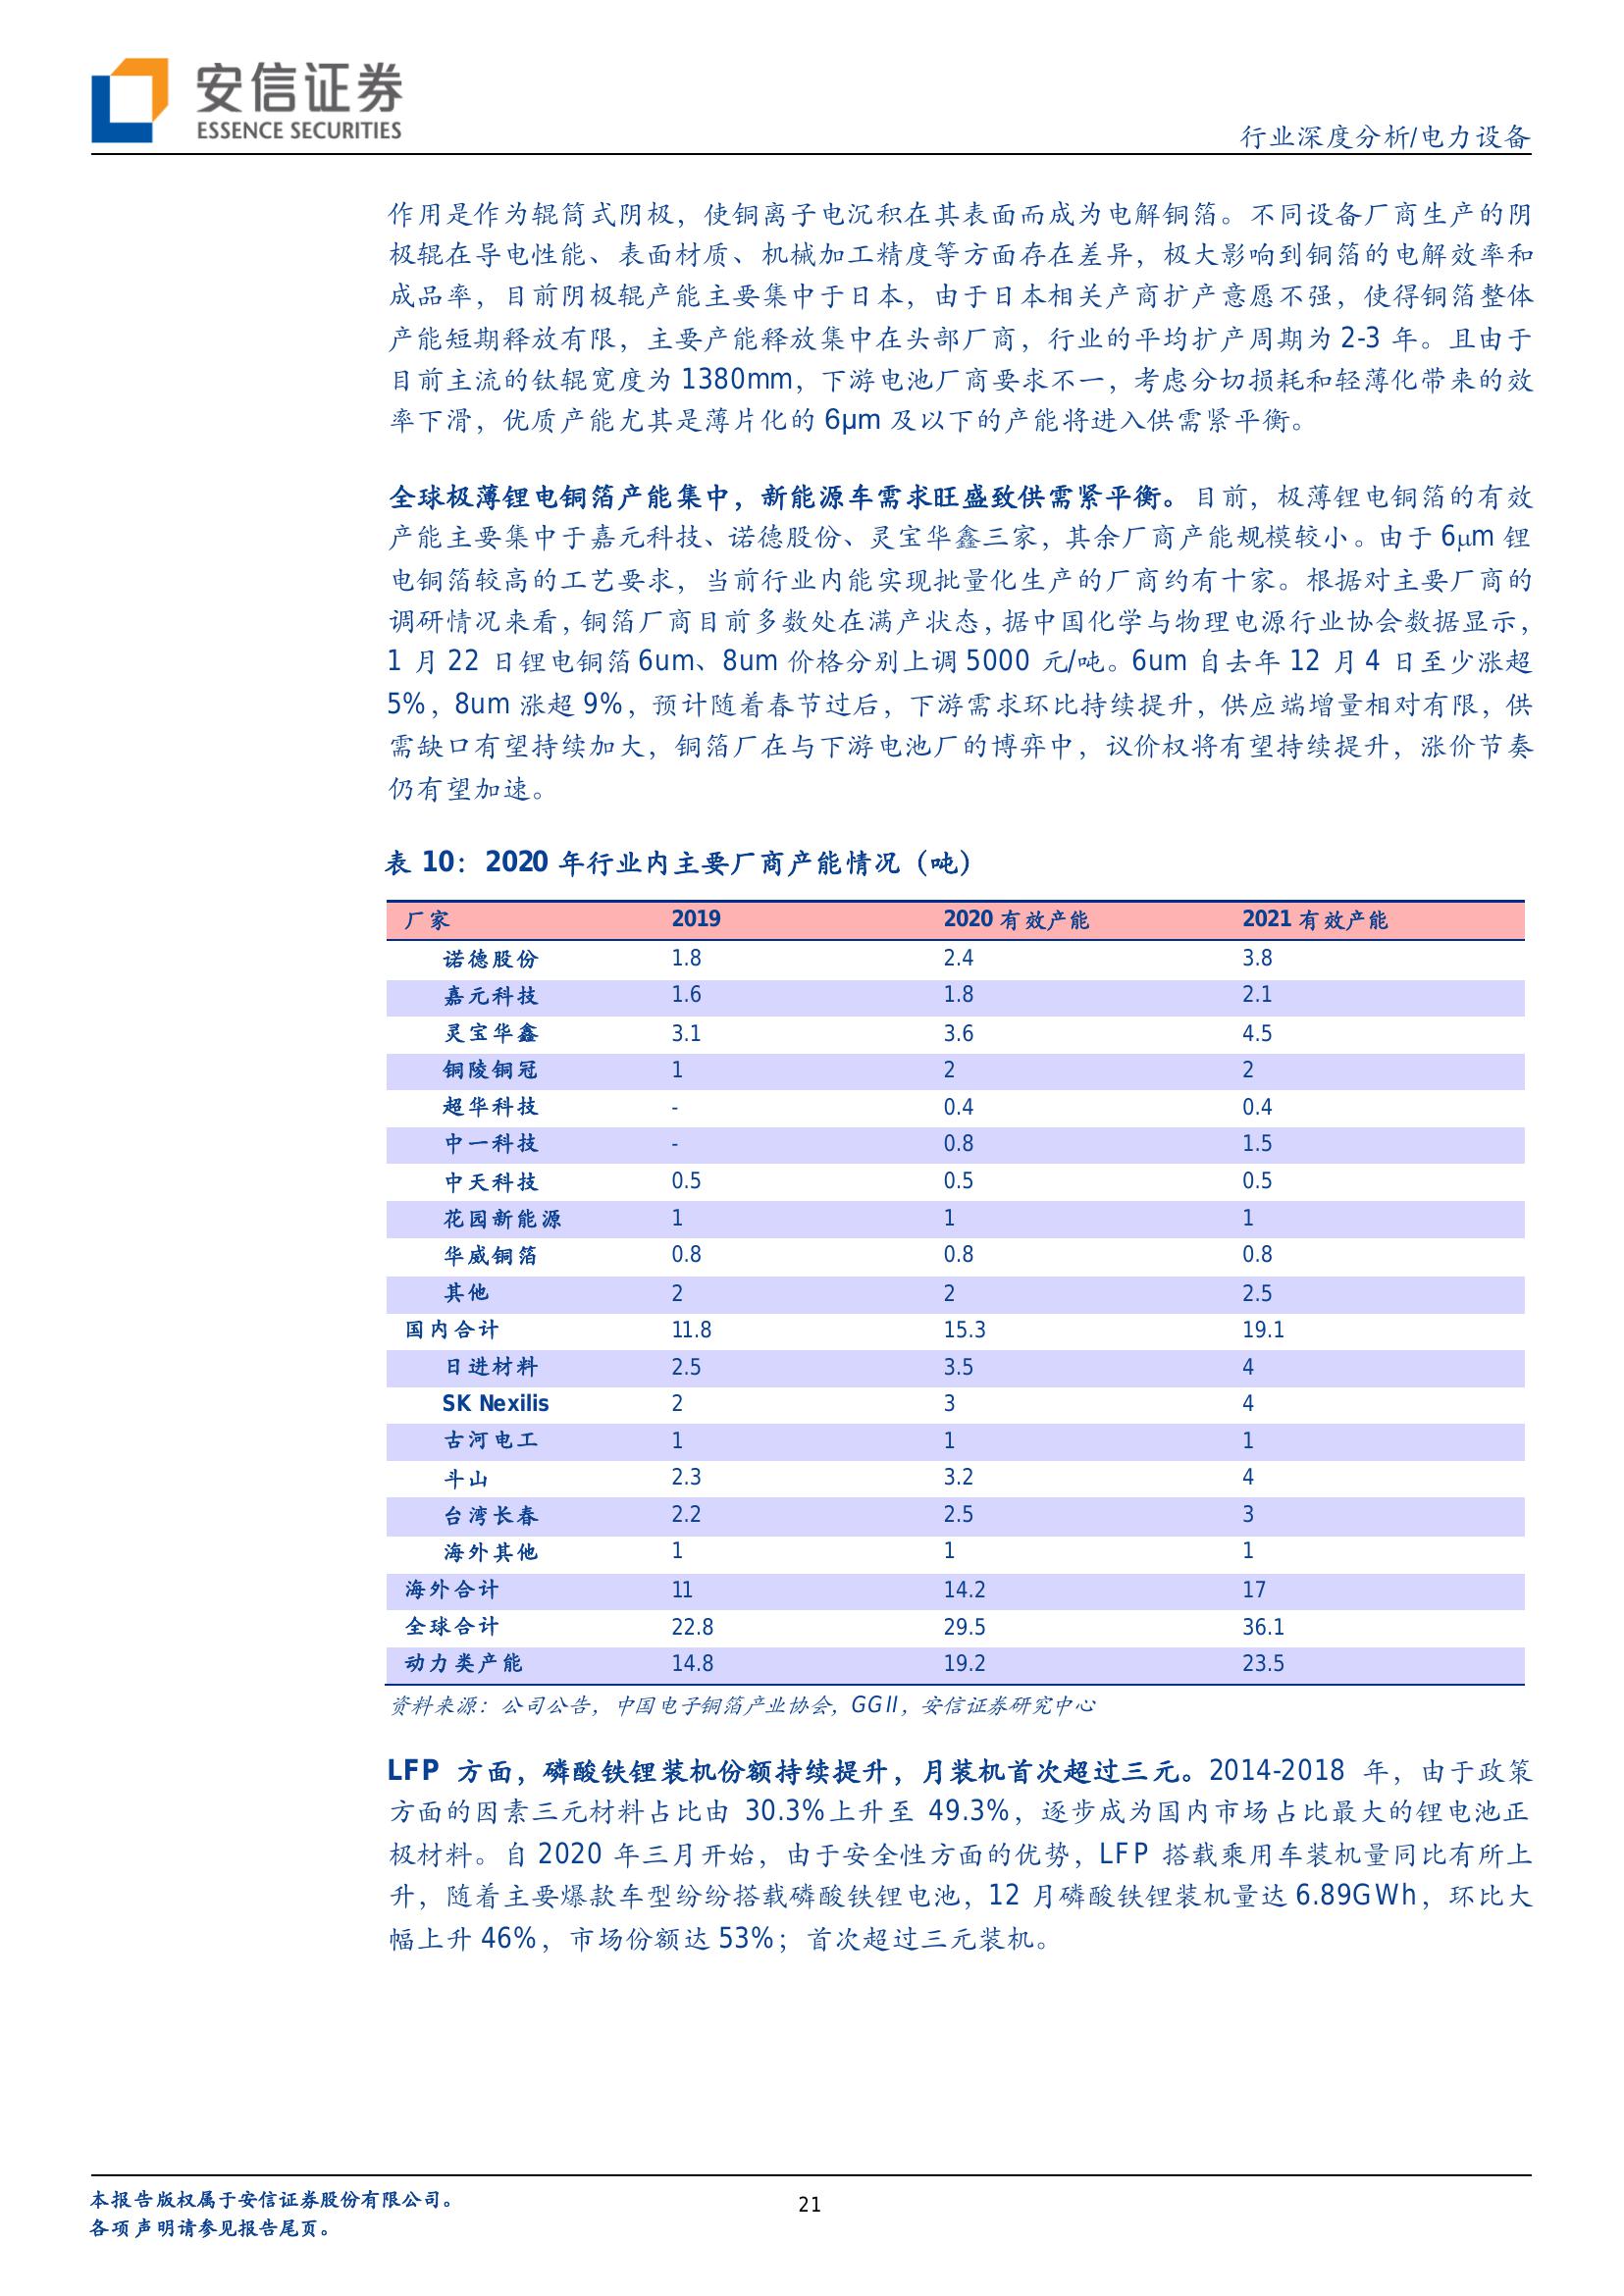 安信证券
ESSENCE SECURITIES
行业深度分析/电力设备
作用是作为辊筒式阴极，使铜离子电沉积在其表面而成为电解铜箔。不同设备厂商生产的阴
极辊在导电性能、表面材质、机械加工精度等方面存在差异，极大影响到铜箔的电解效率和
成品率，目前阴极辊产能主要集中于日本，由于日本相关产商扩产意愿不强，使得铜箔整体
产能短期释放有限，主要产能释放集中在头部厂商，行业的平均扩产周期为 2-3 年。且由于
目前主流的钛辊宽度为 1380mm，下游电池厂商要求不一，考虑分切损耗和轻薄化带来的效
率下滑，优质产能尤其是薄片化的 6μm 及以下的产能将进入供需紧平衡。
全球极薄锂电铜箔产能集中，新能源车需求旺盛致供需紧平衡。目前，极薄锂电铜箔的有效
产能主要集中于嘉元科技、诺德股份、灵宝华鑫三家，其余厂商产能规模较小。由于 6μm 锂
电铜箔较高的工艺要求，当前行业内能实现批量化生产的厂商约有十家。根据对主要厂商的
调研情况来看，铜箔厂商目前多数处在满产状态，据中国化学与物理电源行业协会数据显示，
1 月 22 日锂电铜箔 6um、8um 价格分别上调 5000 元/吨。6um 自去年 12 月 4 日至少涨超
5%，8um 涨超 9%，预计随着春节过后，下游需求环比持续提升，供应端增量相对有限，供
需缺口有望持续加大，铜箔厂在与下游电池厂的博弈中，议价权将有望持续提升，涨价节奏
仍有望加速。
表 10：2020 年行业内主要厂商产能情况（吨）
厂家 2019 2020 有效产能 2021 有效产能
诺德股份 1.8 2.4 3.8
嘉元科技 1.6 1.8 2.1
灵宝华鑫 3.1 3.6 4.5
铜陵铜冠 1 2 2
超华科技 - 0.4 0.4
中一科技 - 0.8 1.5
中天科技 0.5 0.5 0.5
花园新能源 1 1 1
华威铜箔 0.8 0.8 0.8
其他 2 2 2.5
国内合计 11.8 15.3 19.1
日进材料 2.5 3.5 4
SK Nexilis 2 3 4
古河电工 1 1 1
斗山 2.3 3.2 4
台湾长春 2.2 2.5 3
海外其他 1 1 1
海外合计 11 14.2 17
全球合计 22.8 29.5 36.1
动力类产能 14.8 19.2 23.5
资料来源：公司公告，中国电子铜箔产业协会，GGII，安信证券研究中心
LFP 方面，磷酸铁锂装机份额持续提升，月装机首次超过三元。2014-2018 年，由于政策
方面的因素三元材料占比由 30.3%上升至 49.3%，逐步成为国内市场占比最大的锂电池正
极材料。自 2020 年三月开始，由于安全性方面的优势，LFP 搭载乘用车装机量同比有所上
升，随着主要爆款车型纷纷搭载磷酸铁锂电池，12 月磷酸铁锂装机量达 6.89GWh，环比大
幅上升 46%，市场份额达 53%；首次超过三元装机。
本报告版权属于安信证券股份有限公司。
21
各项声明请参见报告尾页。